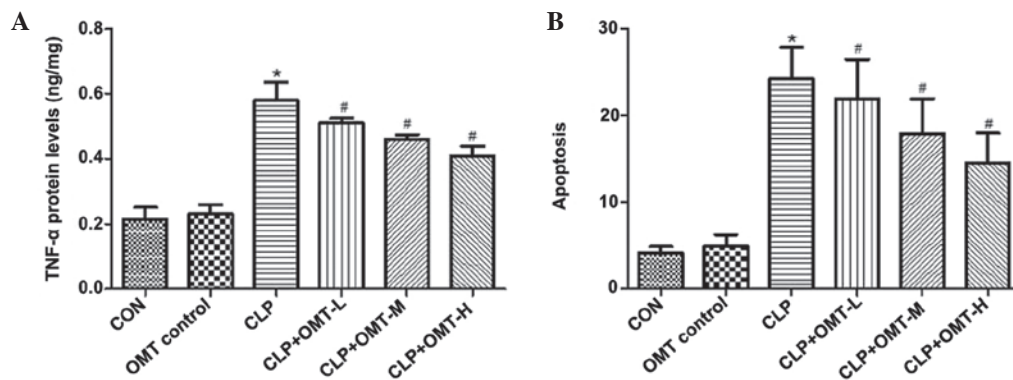 A
TNF-α protein levels (ng/mg)
0.8
0.6
0.4
0.2
0.0
*
#
#
#
CON
OMT control
CLP
CLP+OMT-L
CLP+OMT-M
CLP+OMT-H
B
Apoptosis
30
20
10
0
*
#
#
#
CON
OMT control
CLP
CLP+OMT-L
CLP+OMT-M
CLP+OMT-H